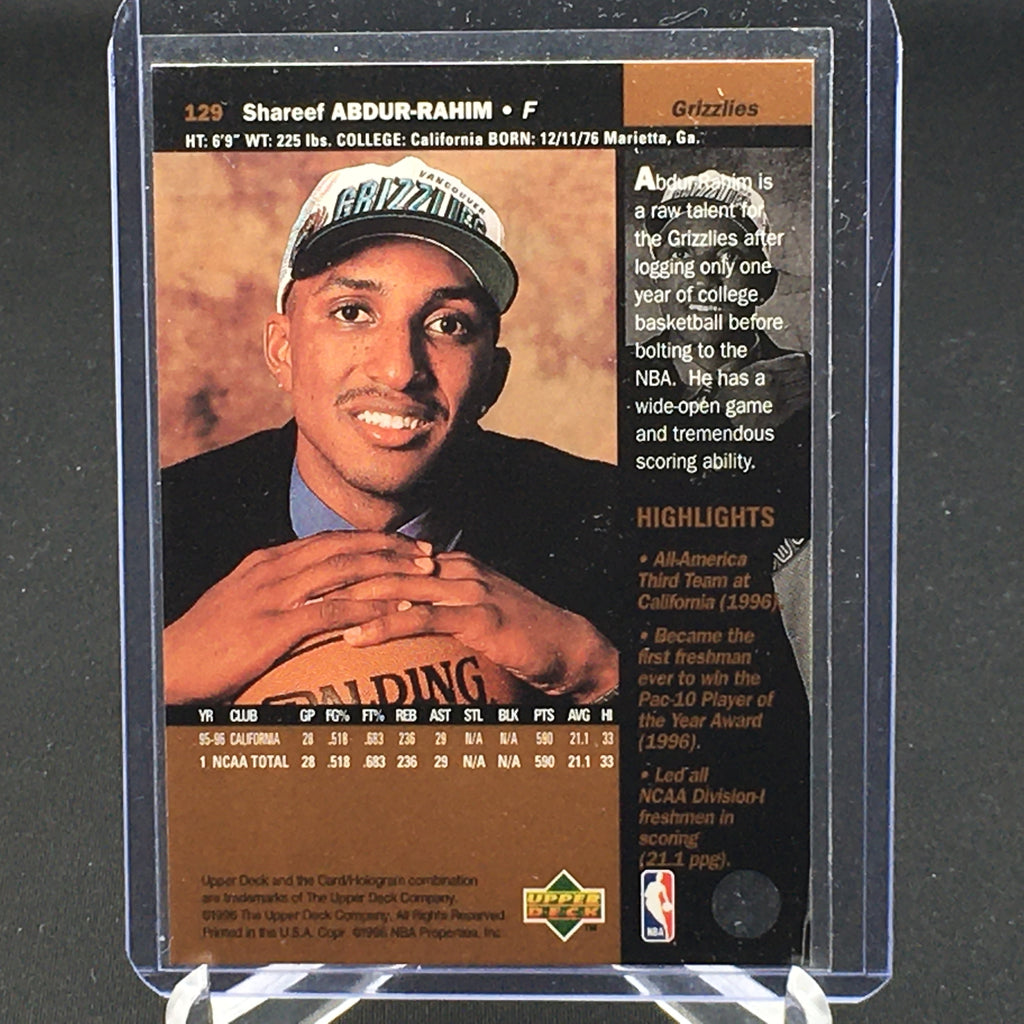 129 Shareef ABDUR-RAHIM • F
Grizzlies
HT: 6'9" WT: 225 lbs. COLLEGE: California BORN: 12/11/76 Marietta, Ga.
VANCOUVER
GRIZZLIES
Abdur-Rahim is
a raw talent for
the Grizzlies after
logging only one
year of college
basketball before
bolting to the
NBA. He has a
wide-open game
and tremendous
scoring ability.
HIGHLIGHTS
• All-America
Third Team at
California (1996)
• Became the
first freshman
ever to win the
Pac-10 Player of
the Year Award
(1996).
• Led all
NCAA Division-I
freshmen in
scoring
(21.1 ppg).
SPALDING
YR CLUB GP FG% FT% REB AST STL BLK PTS AVG HI
95-96 CALIFORNIA 28 .518 .683 236 29 N/A N/A 590 21.1 33
1 NCAA TOTAL 28 .518 .683 236 29 N/A N/A 590 21.1 33
Upper Deck and the Card/Hologram combination
are trademarks of The Upper Deck Company.
©1996 The Upper Deck Company. All Rights Reserved.
Printed in the U.S.A. Copr. ©1996 NBA Properties, Inc.
UPPER
DECK
TM
NBA